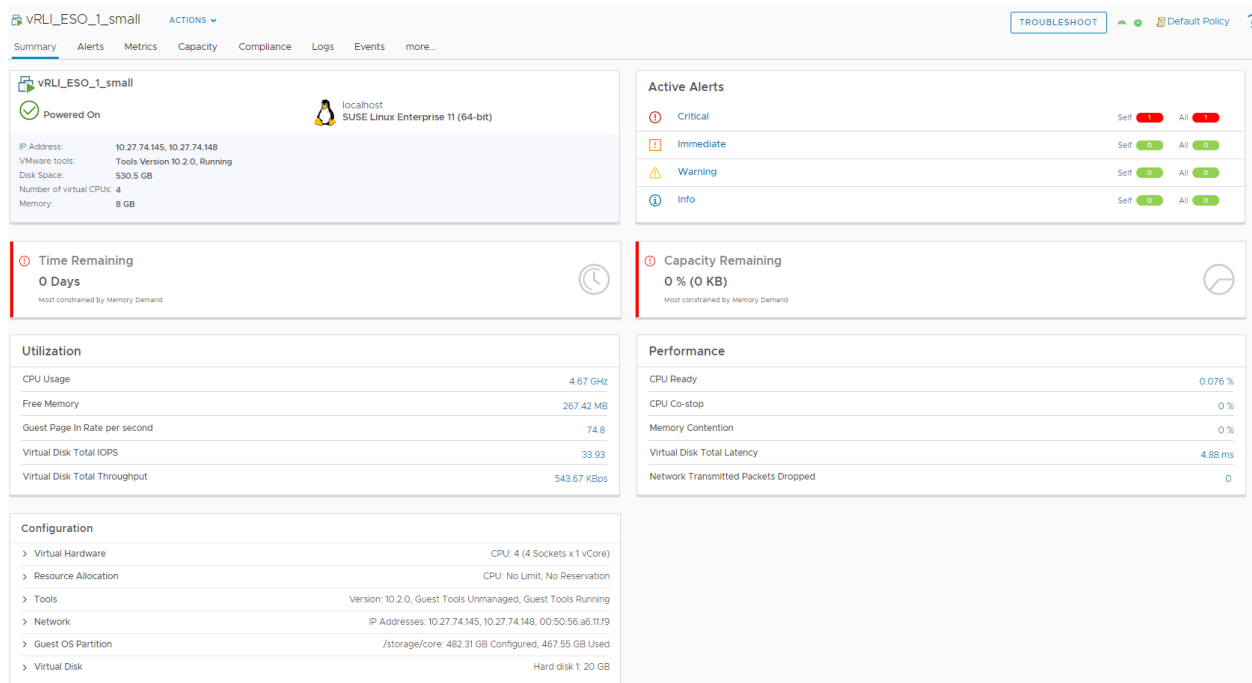 vRLI_ESO_1_small ACTIONS
TROUBLESHOOT Default Policy ?
Summary Alerts Metrics Capacity Compliance Logs Events more...
vRLI_ESO_1_small
Powered On
localhost
SUSE Linux Enterprise 11 (64-bit)
IP Address: 10.27.74.145, 10.27.74.148
VMware tools: Tools Version 10.2.0, Running
Disk Space: 530.5 GB
Number of virtual CPUs: 4
Memory: 8 GB
Active Alerts
Critical Self 1 All 1
Immediate Self 0 All 0
Warning Self 0 All 0
Info Self 0 All 0
Time Remaining
0 Days
Most constrained by Memory Demand
Capacity Remaining
0 % (0 KB)
Most constrained by Memory Demand
Utilization
CPU Usage 4.67 GHz
Free Memory 267.42 MB
Guest Page In Rate per second 74.8
Virtual Disk Total IOPS 33.93
Virtual Disk Total Throughput 543.67 KBps
Performance
CPU Ready 0.076 %
CPU Co-stop 0 %
Memory Contention 0 %
Virtual Disk Total Latency 4.88 ms
Network Transmitted Packets Dropped 0
Configuration
> Virtual Hardware CPU: 4 (4 Sockets x 1 vCore)
> Resource Allocation CPU: No Limit, No Reservation
> Tools Version: 10.2.0, Guest Tools Unmanaged, Guest Tools Running
> Network IP Addresses: 10.27.74.145, 10.27.74.148, 00:50:56:a6:11:f9
> Guest OS Partition /storage/core: 482.31 GB Configured, 467.55 GB Used
> Virtual Disk Hard disk 1: 20 GB